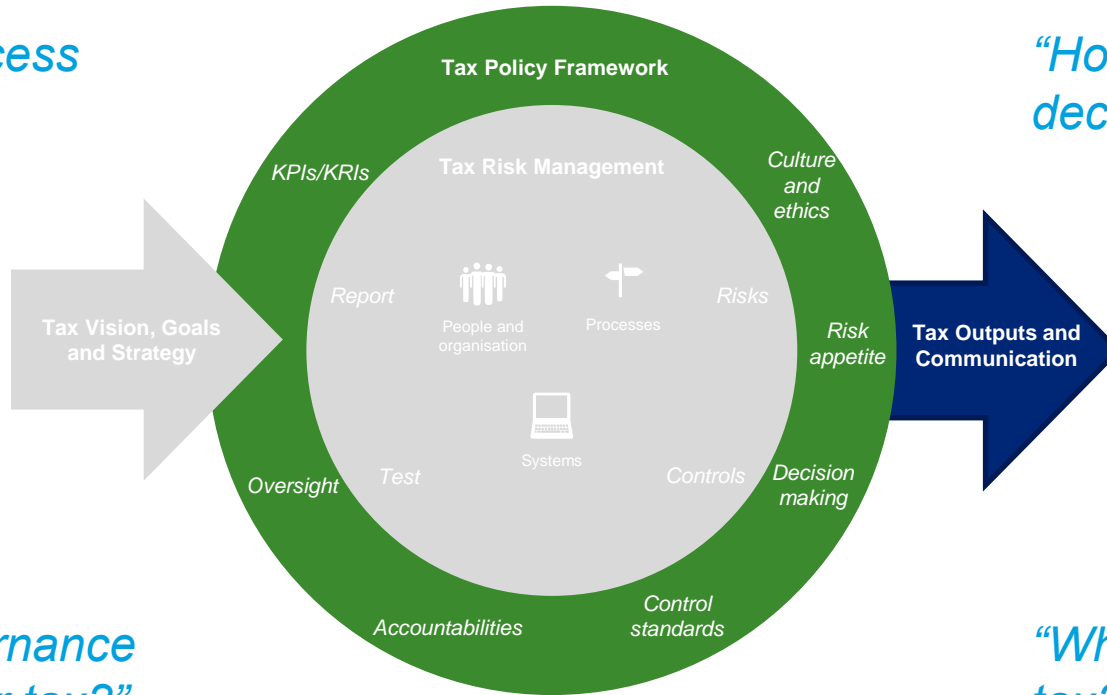 “Ho
dec
cess
Tax Policy Framework
KPIs/KRIs
Tax Risk Management
Culture
and
ethics
Report
People and
organisation
Processes
Risks
Tax Vision, Goals
and Strategy
Risk
appetite
Tax Outputs and
Communication
Systems
Oversight
Test
Controls
Decision
making
Accountabilities
Control
standards
rnance
“Wh